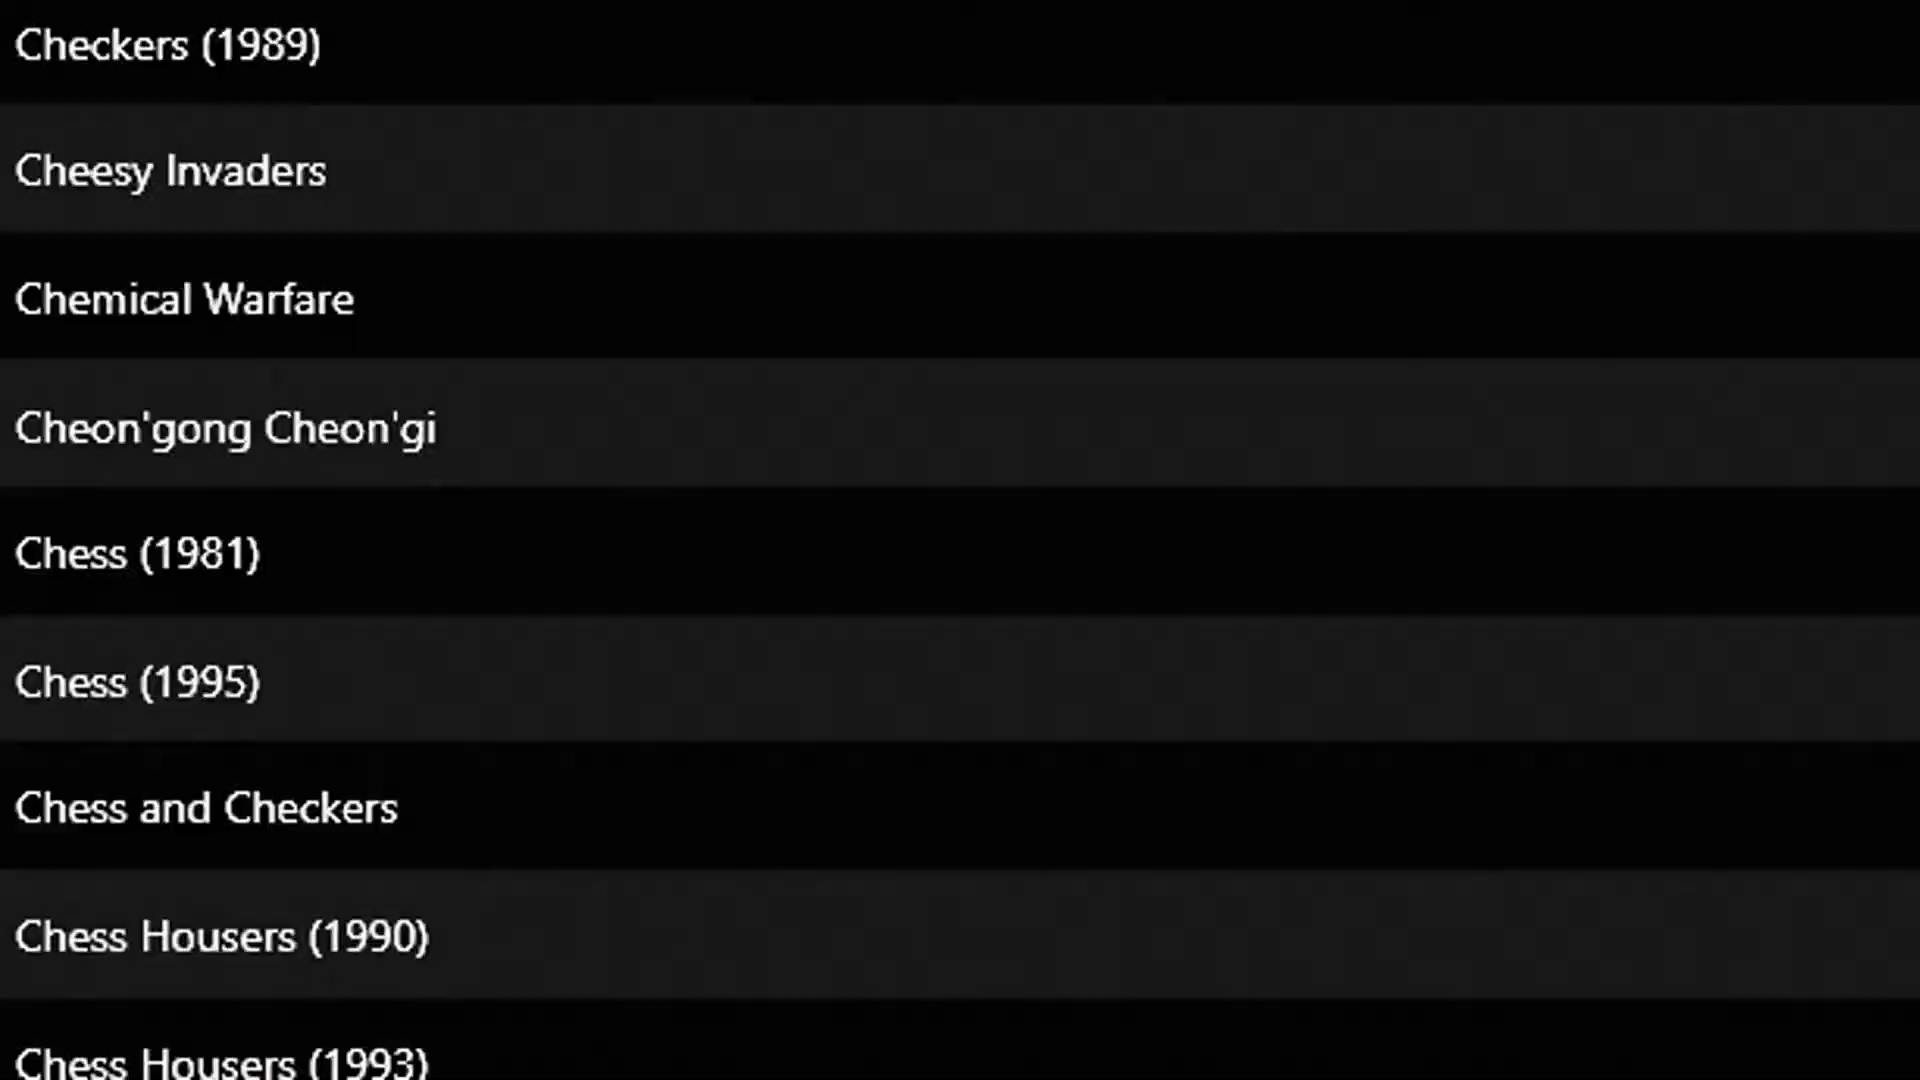 Checkers (1989)
Cheesy Invaders
Chemical Warfare
Cheon'gong Cheon'gi
Chess (1981)
Chess (1995)
Chess and Checkers
Chess Housers (1990)
Chess Housers (1993)